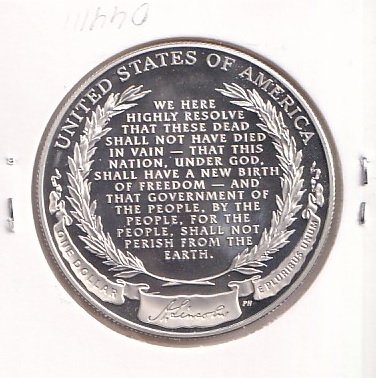 UNITED STATES OF AMERICA
WE HERE
HIGHLY RESOLVE
THAT THESE DEAD
SHALL NOT HAVE DIED
IN VAIN — THAT THIS
NATION, UNDER GOD,
SHALL HAVE A NEW BIRTH
OF FREEDOM — AND
THAT GOVERNMENT OF
THE PEOPLE, BY THE
PEOPLE, FOR THE
PEOPLE, SHALL NOT
PERISH FROM THE
EARTH.
ONE DOLLAR
A. Lincoln
PH
E PLURIBUS UNUM